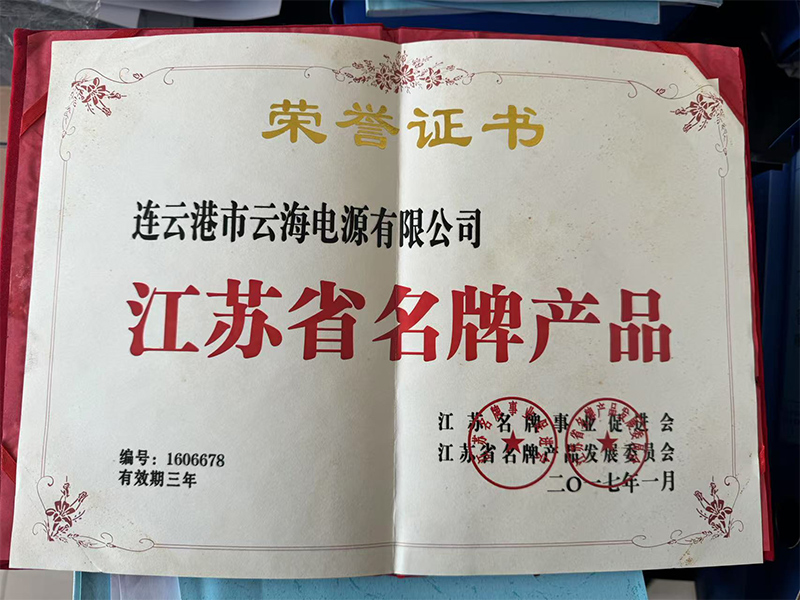 荣誉证书
连云港市云海电源有限公司
江苏省名牌产品
江苏名牌事业促进会
江苏省名牌产品发展委员会
二〇一七年一月
编号：1606678
有效期三年